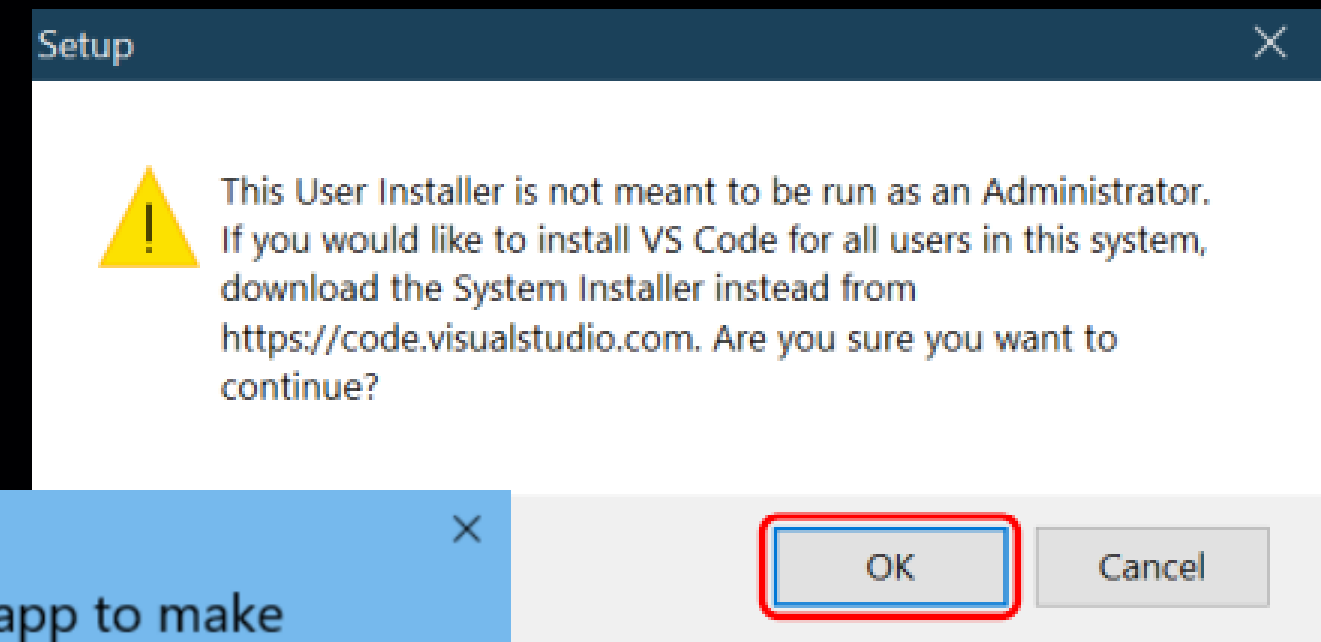 Setup
This User Installer is not meant to be run as an Administrator.
If you would like to install VS Code for all users in this system,
download the System Installer instead from
https://code.visualstudio.com. Are you sure you want to
continue?
OK
Cancel
app to make